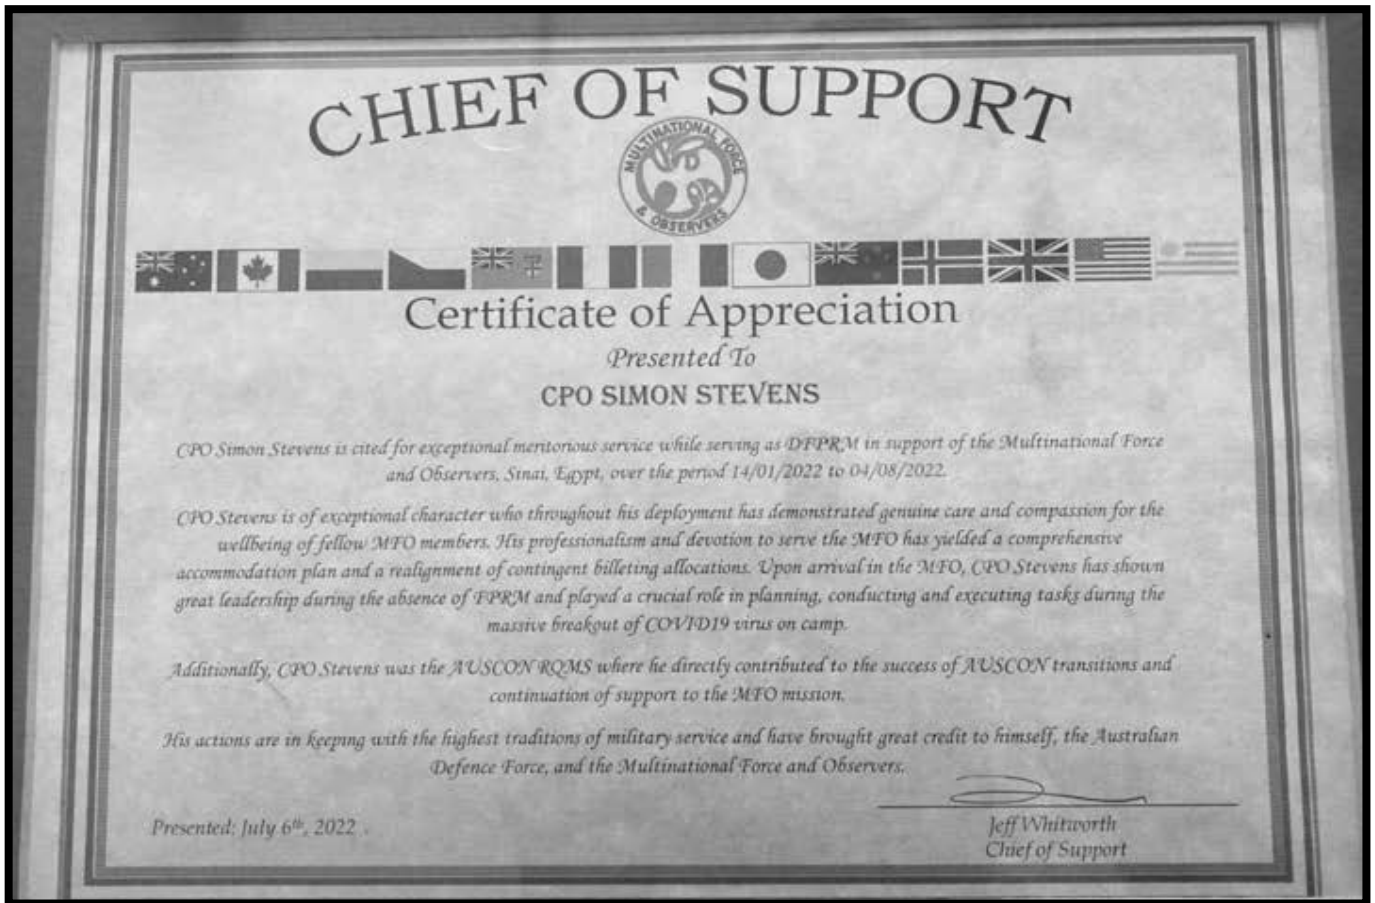 CHIEF OF SUPPORT
MULTINATIONAL FORCE
& OBSERVERS
Certificate of Appreciation
Presented To
CPO SIMON STEVENS
CPO Simon Stevens is cited for exceptional meritorious service while serving as DFPRM in support of the Multinational Force
and Observers, Sinai, Egypt, over the period 14/01/2022 to 04/08/2022.
CPO Stevens is of exceptional character who throughout his deployment has demonstrated genuine care and compassion for the
wellbeing of fellow MFO members. His professionalism and devotion to serve the MFO has yielded a comprehensive
accommodation plan and a realignment of contingent billeting allocations. Upon arrival in the MFO, CPO Stevens has shown
great leadership during the absence of FPRM and played a crucial role in planning, conducting and executing tasks during the
massive breakout of COVID19 virus on camp.
Additionally, CPO Stevens was the AUSCON RQMS where he directly contributed to the success of AUSCON transitions and
continuation of support to the MFO mission.
His actions are in keeping with the highest traditions of military service and have brought great credit to himself, the Australian
Defence Force, and the Multinational Force and Observers.
Presented: July 6th, 2022 .
Jeff Whitworth
Chief of Support